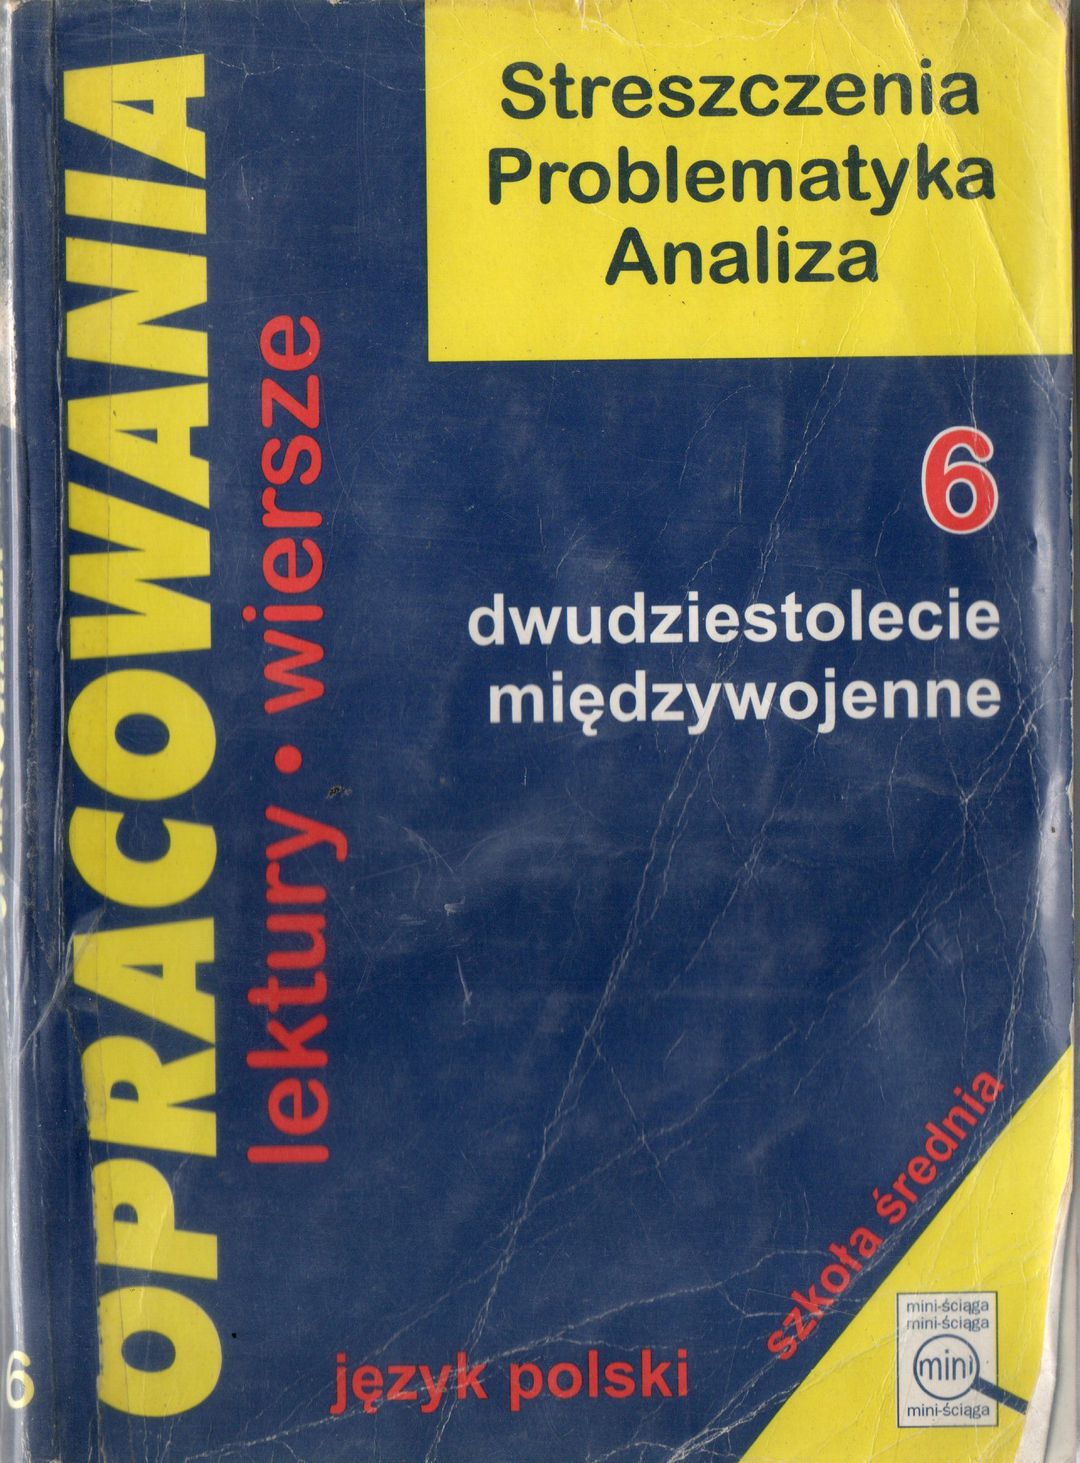 Streszczenia
Problematyka
Analiza
OPRACOWANIA
lektury • wiersze
6
dwudziestolecie
międzywojenne
szkoła średnia
język polski
mini-ściąga
mini-ściąga
mini
mini-ściąga
6